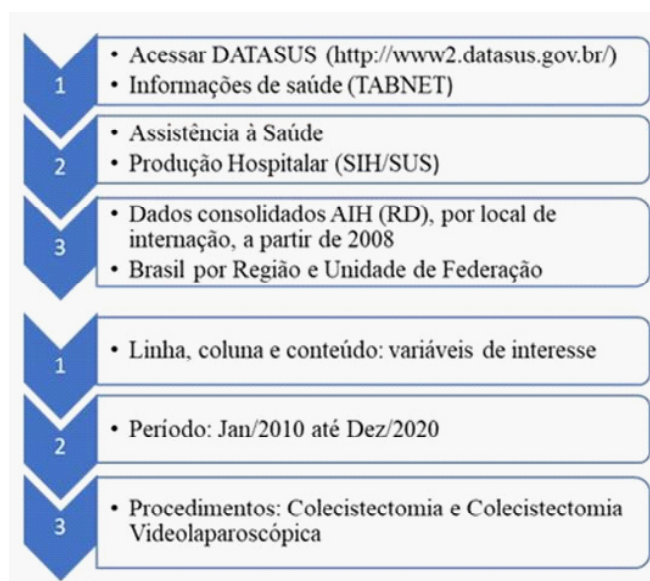 1
• Acessar DATASUS (http://www2.datasus.gov.br/)
• Informações de saúde (TABNET)
2
• Assistência à Saúde
• Produção Hospitalar (SIH/SUS)
3
• Dados consolidados AIH (RD), por local de
internação, a partir de 2008
• Brasil por Região e Unidade de Federação
1
• Linha, coluna e conteúdo: variáveis de interesse
2
• Período: Jan/2010 até Dez/2020
3
• Procedimentos: Colecistectomia e Colecistectomia
Videolaparoscópica